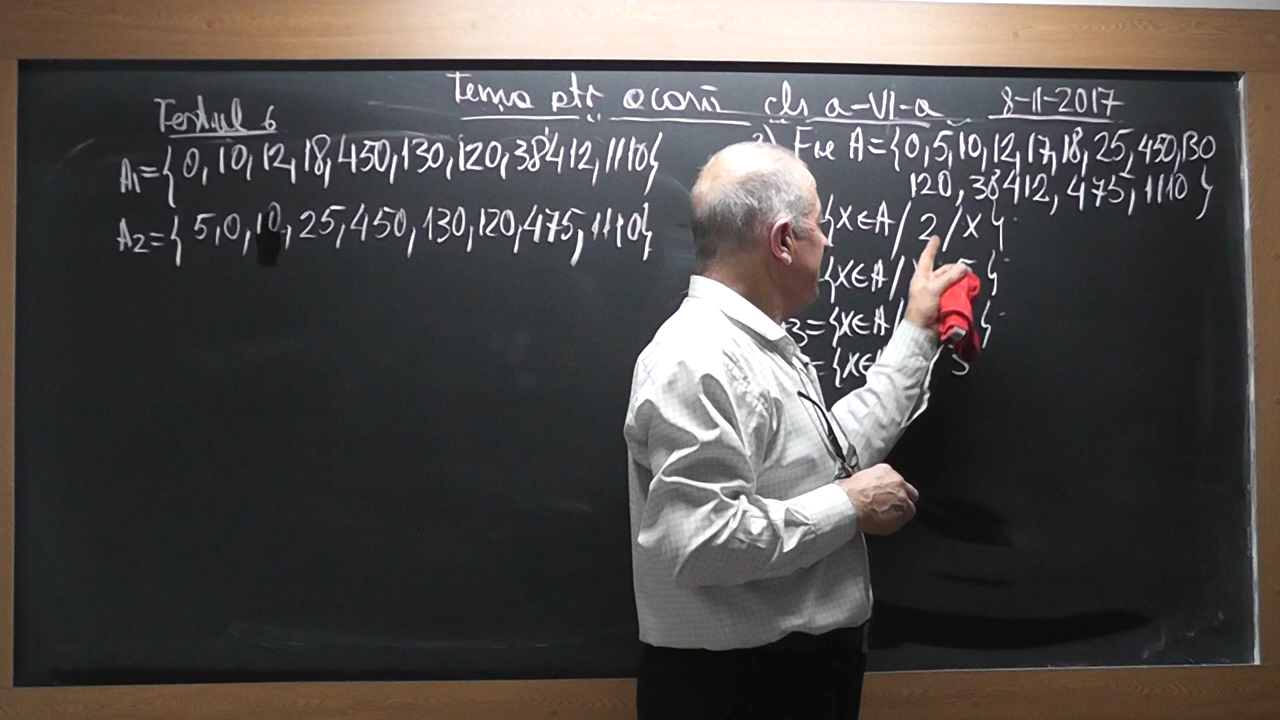 Tema ptr acasă cls a-VI-a 8-11-2017
Testul 6
A1={0,10,12,18,450,130,120,38412,1110}
A2={5,0,10,25,450,130,120,475,1110}
Fie A={0,5,10,12,17,18,25,450,130
120,38412,475,1110}
{x∈A/2/x}
{x∈A/ 5}
3={x∈A/ }
={x∈